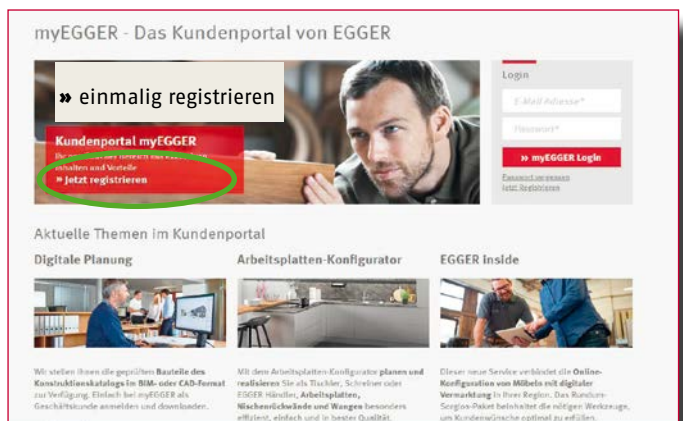 myEGGER - Das Kundenportal von EGGER
» einmalig registrieren
Kundenportal myEGGER
Inhalten und Vorteile
» Jetzt registrieren
Login
E-Mail Adresse*
Passwort*
» myEGGER Login
Passwort vergessen
Jetzt Registrieren
Aktuelle Themen im Kundenportal
Digitale Planung
Wir stellen Ihnen die geprüften Bauteile des
Konstruktionskatalogs im BIM- oder CAD-Format
zur Verfügung. Einfach bei myEGGER als
Geschäftskunde anmelden und downloaden.
Arbeitsplatten-Konfigurator
Mit dem Arbeitsplatten-Konfigurator planen und
realisieren Sie als Tischler, Schreiner oder
EGGER Händler, Arbeitsplatten,
Nischenrückwände und Wangen besonders
effizient, einfach und in bester Qualität.
EGGER inside
Dieser neue Service verbindet die Online-
Konfiguration von Möbeln mit digitaler
Vermarktung in Ihrer Region. Das Rundum-
Sorglos-Paket beinhaltet die nötigen Werkzeuge,
um Kundenwünsche optimal zu erfüllen.